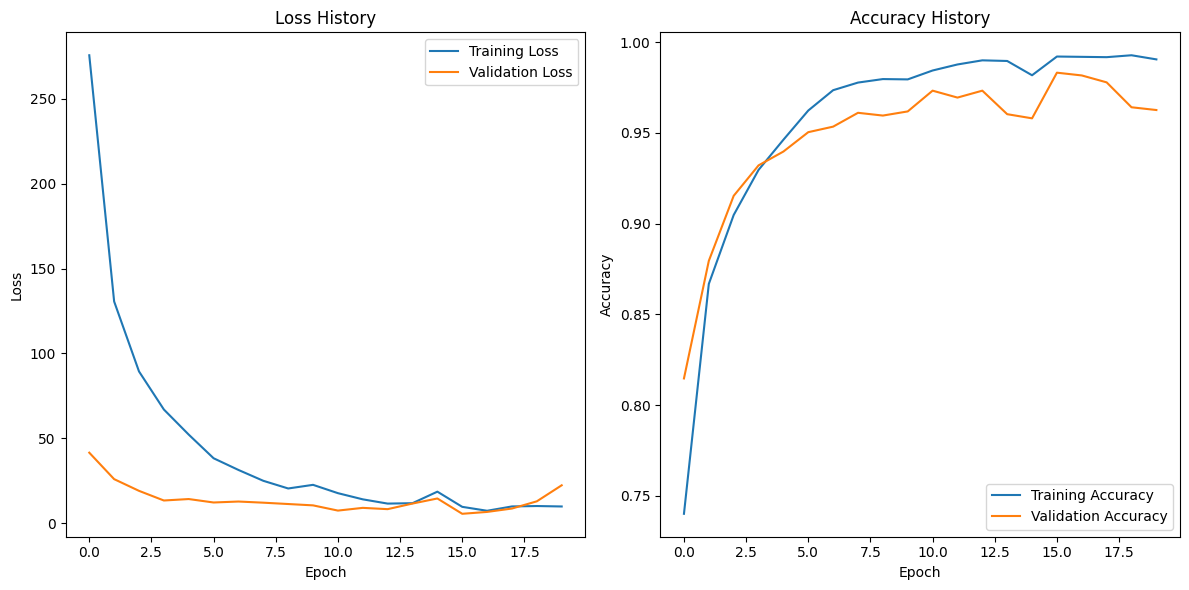 Loss History
Training Loss
Validation Loss
250
200
150
100
50
0
Loss
0.0 2.5 5.0 7.5 10.0 12.5 15.0 17.5
Epoch
Accuracy History
1.00
0.95
0.90
0.85
0.80
0.75
Accuracy
Training Accuracy
Validation Accuracy
0.0 2.5 5.0 7.5 10.0 12.5 15.0 17.5
Epoch